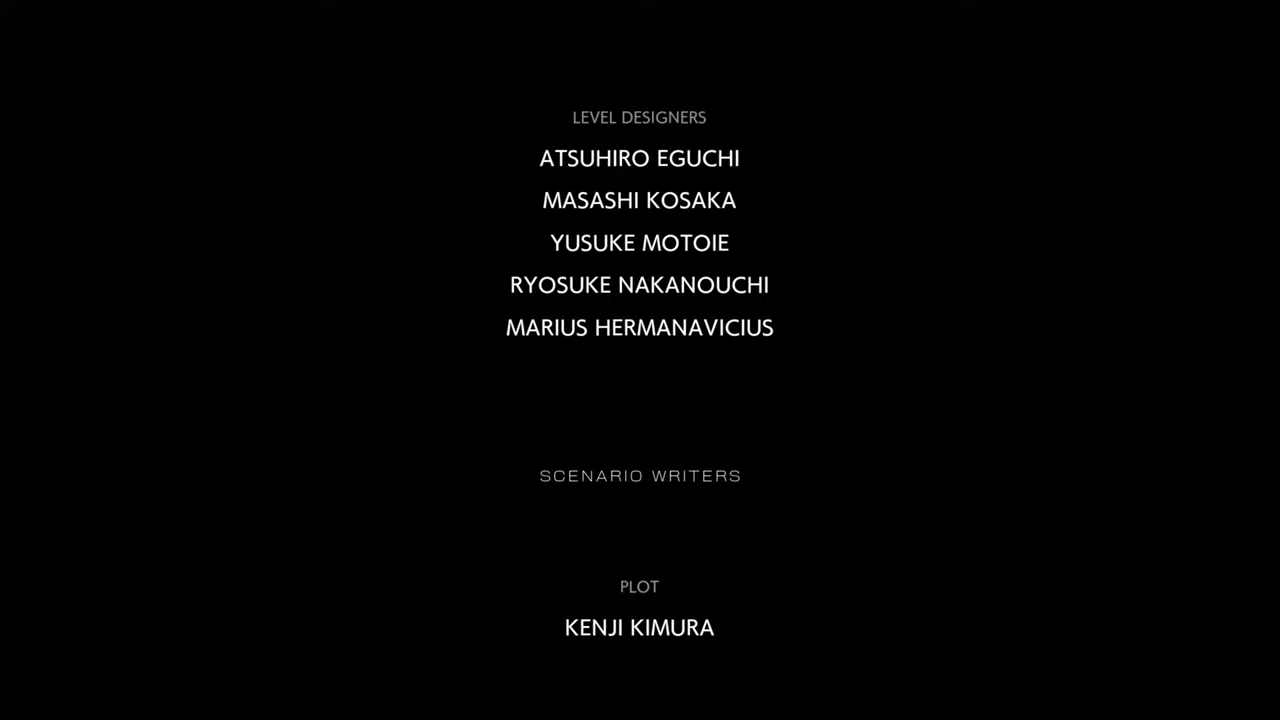 LEVEL DESIGNERS
ATSUHIRO EGUCHI
MASASHI KOSAKA
YUSUKE MOTOIE
RYOSUKE NAKANOUCHI
MARIUS HERMANAVICIUS
SCENARIO WRITERS
PLOT
KENJI KIMURA